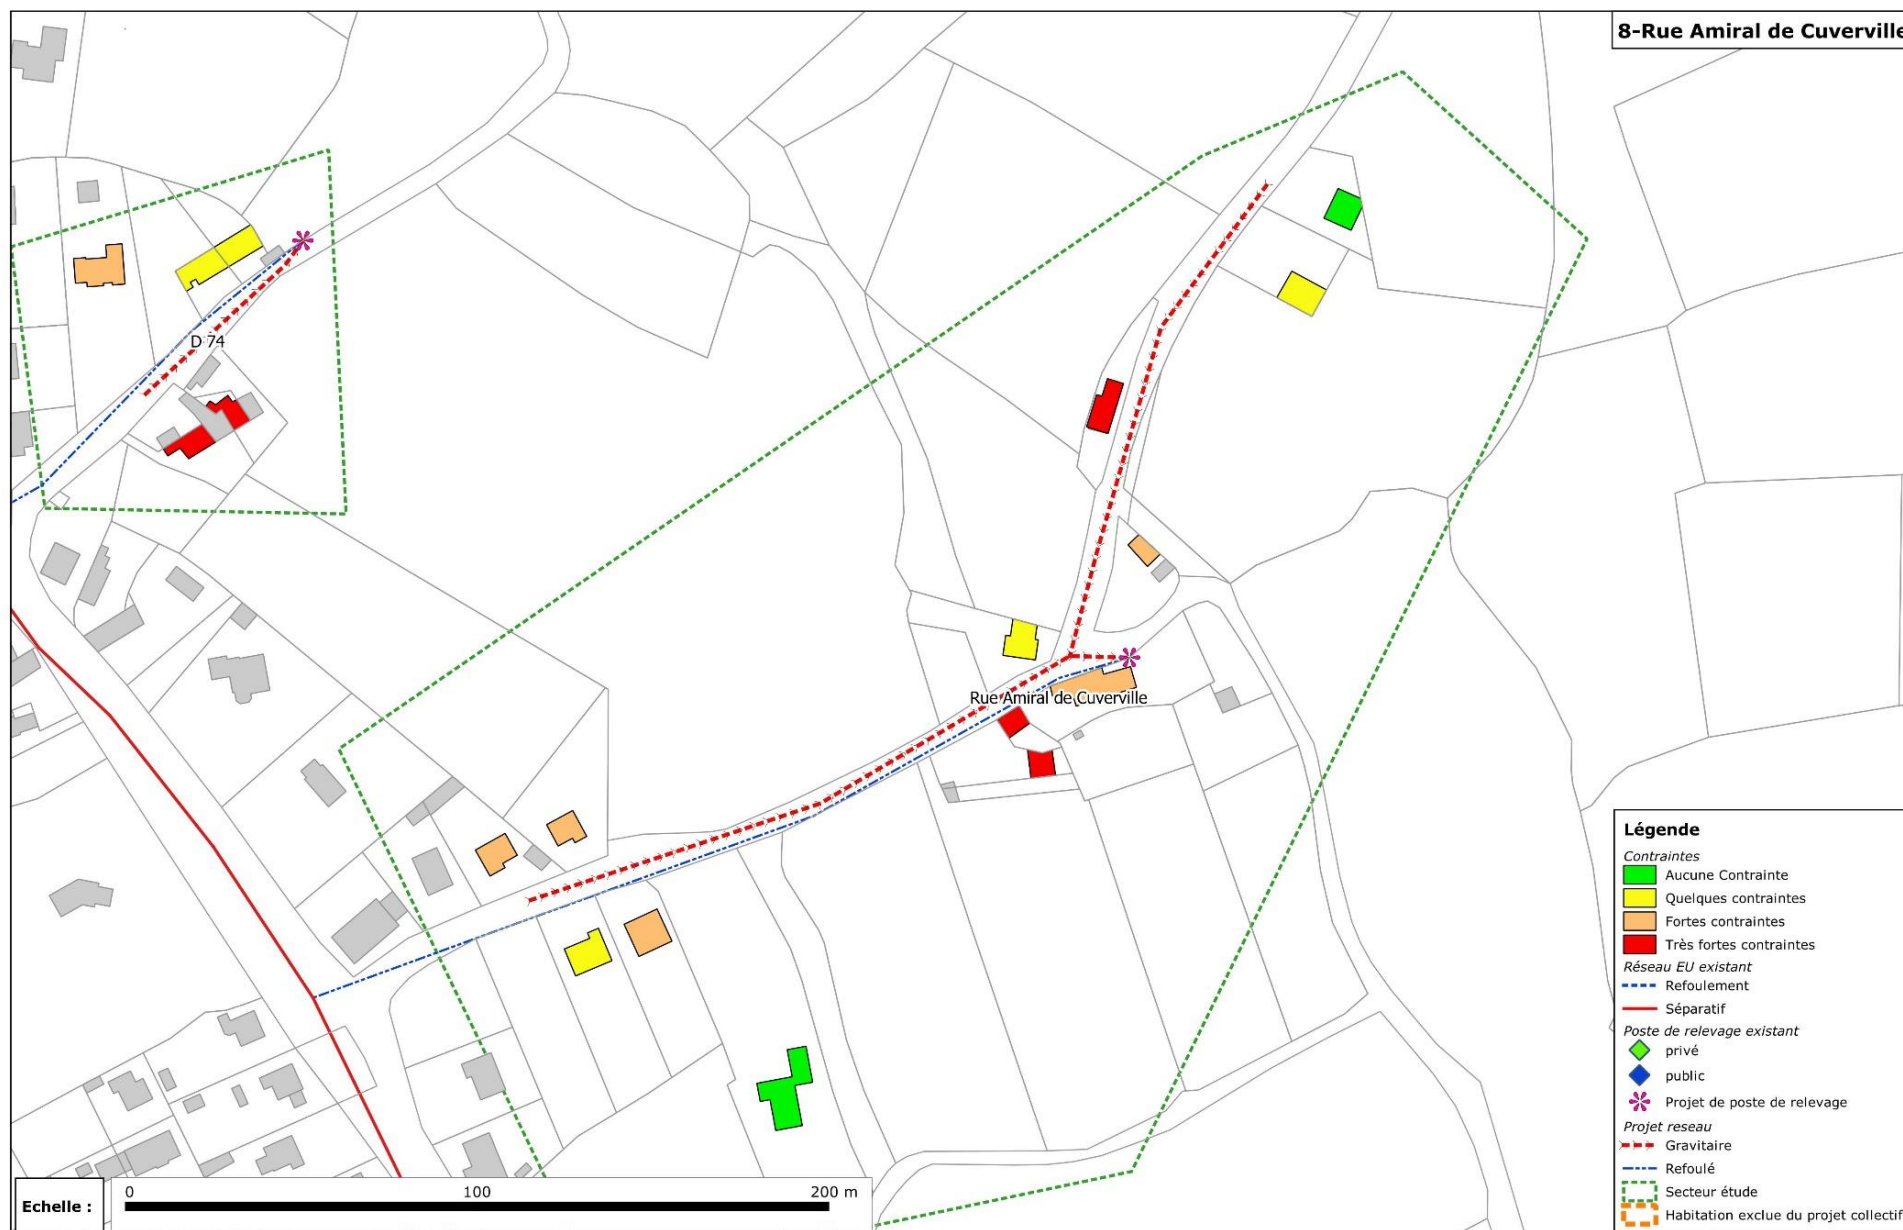 8-Rue Amiral de Cuverville
D 74
Rue Amiral de Cuverville
Légende
Contraintes
Aucune Contrainte
Quelques contraintes
Fortes contraintes
Très fortes contraintes
Réseau EU existant
Refoulement
Séparatif
Poste de relevage existant
privé
public
Projet de poste de relevage
Projet reseau
Gravitaire
Refoulé
Secteur étude
Habitation exclue du projet collectif
Echelle :
0 100 200 m